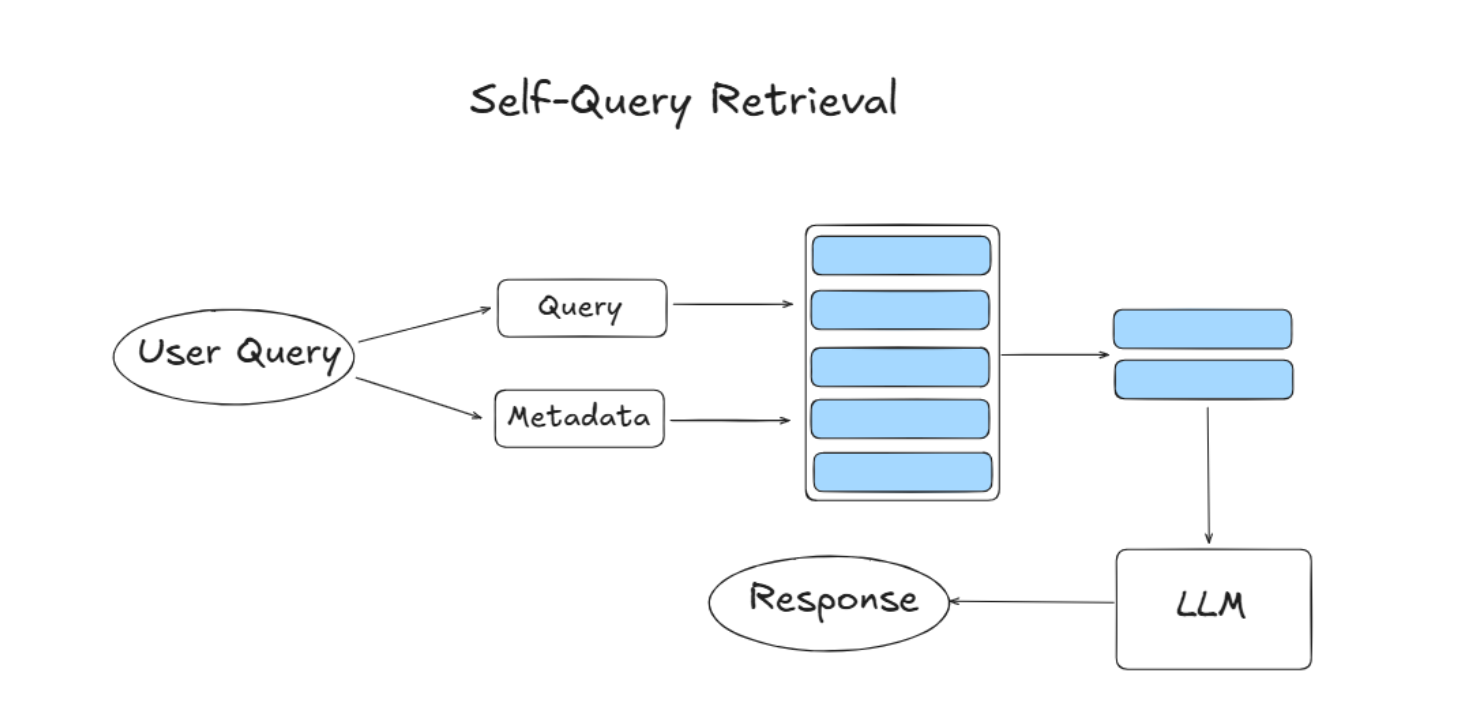 Self-Query Retrieval
User Query
Query
Metadata
Response
LLM